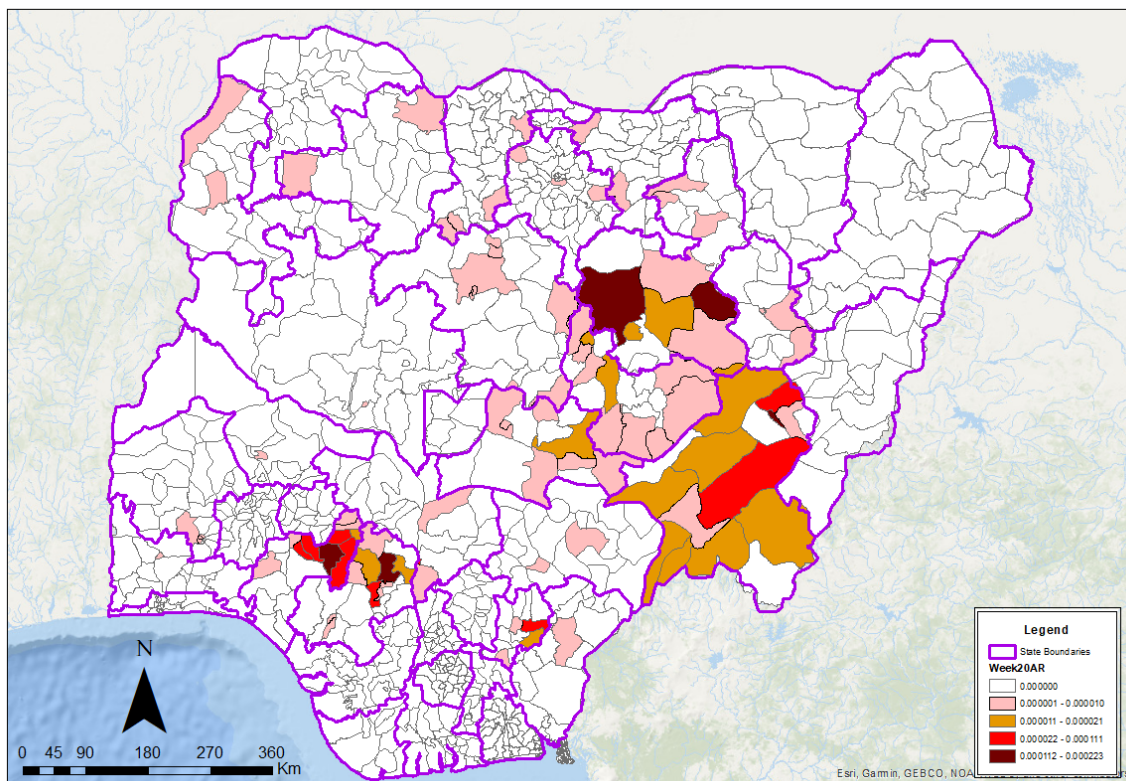 Legend
State Boundaries
Week20AR
0.000000
0.000001 - 0.000010
0.000011 - 0.000021
0.000022 - 0.000111
0.000112 - 0.000223
N
0 45 90 180 270 360
Km
Esri, Garmin, GEBCO, NOA